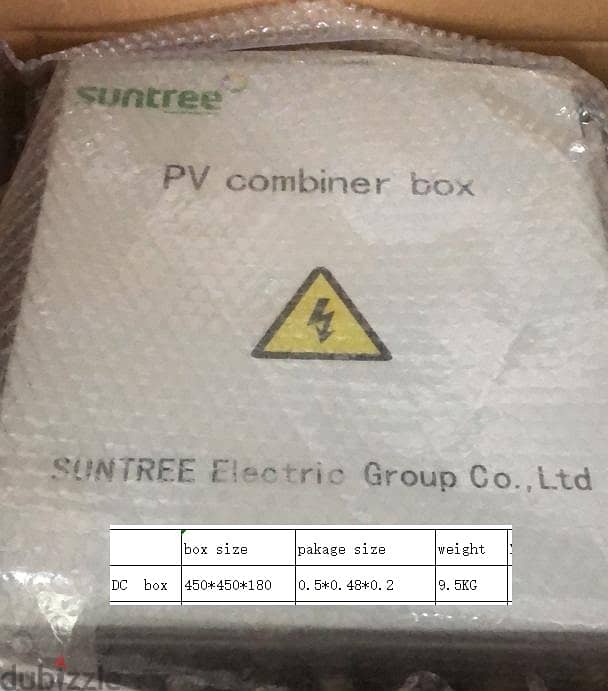 suntree
PV combiner box
SUNTREE Electric Group Co.,Ltd
box size pakage size weight
DC box 450*450*180 0.5*0.48*0.2 9.5KG
dubizzle